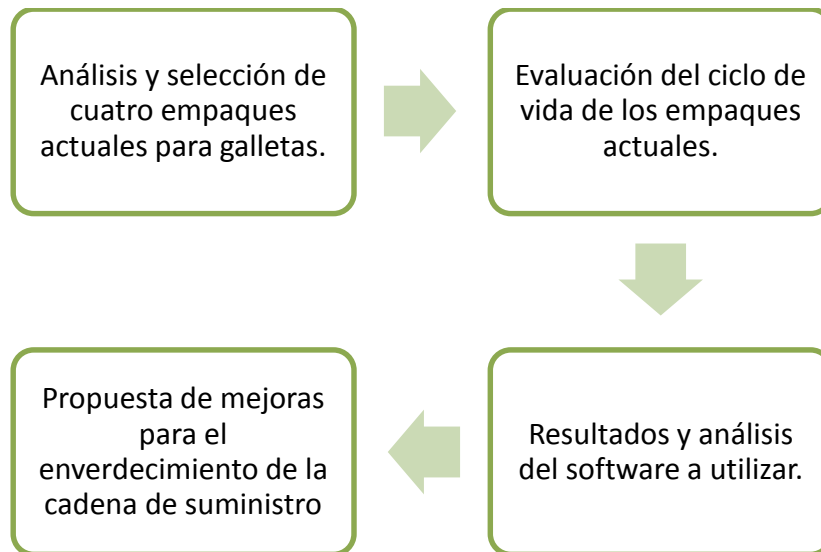 Análisis y selección de
cuatro empaques
actuales para galletas.
Evaluación del ciclo de
vida de los empaques
actuales.
Resultados y análisis
del software a utilizar.
Propuesta de mejoras
para el
enverdecimiento de la
cadena de suministro